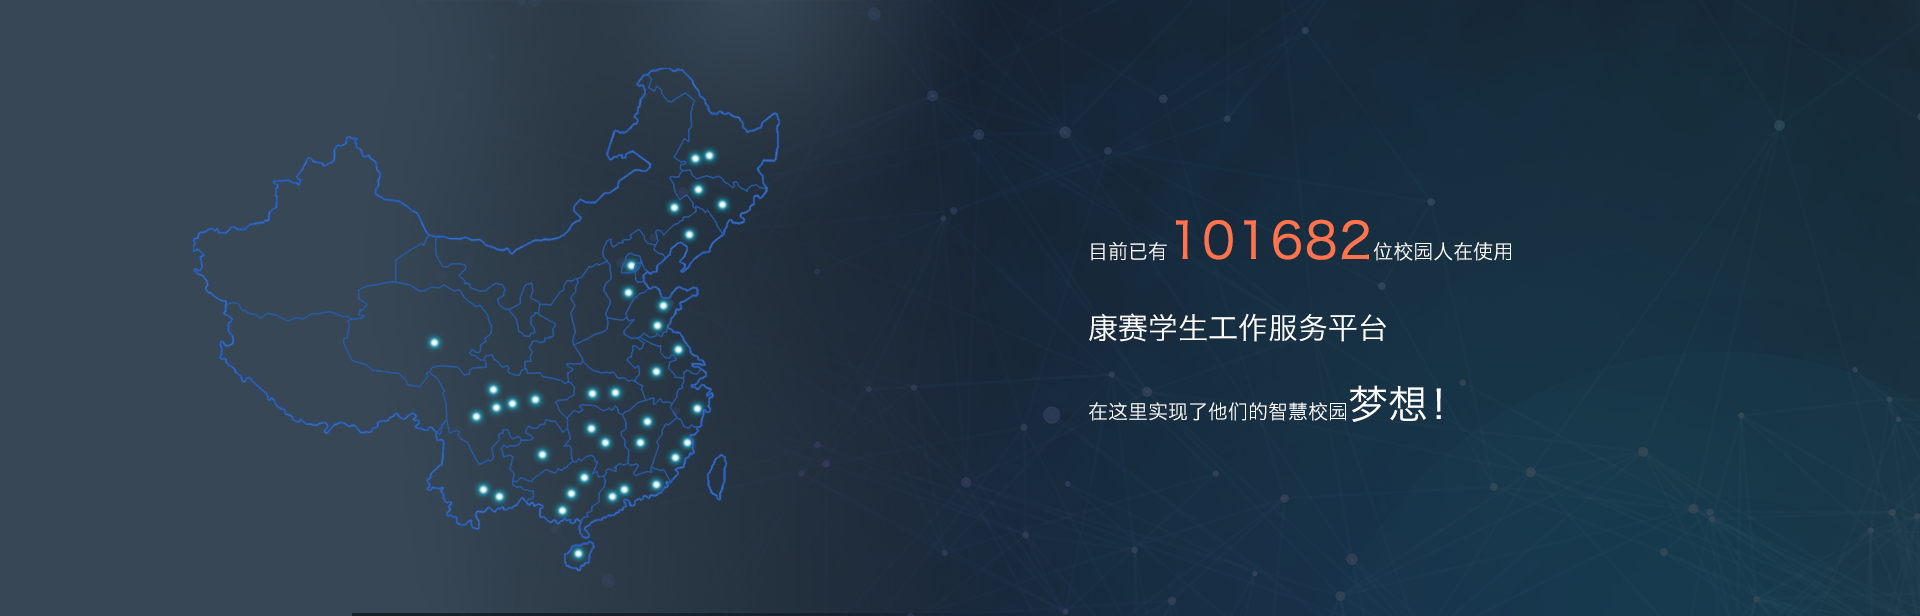 目前已有101682位校园人在使用
康赛学生工作服务平台
在这里实现了他们的智慧校园梦想！